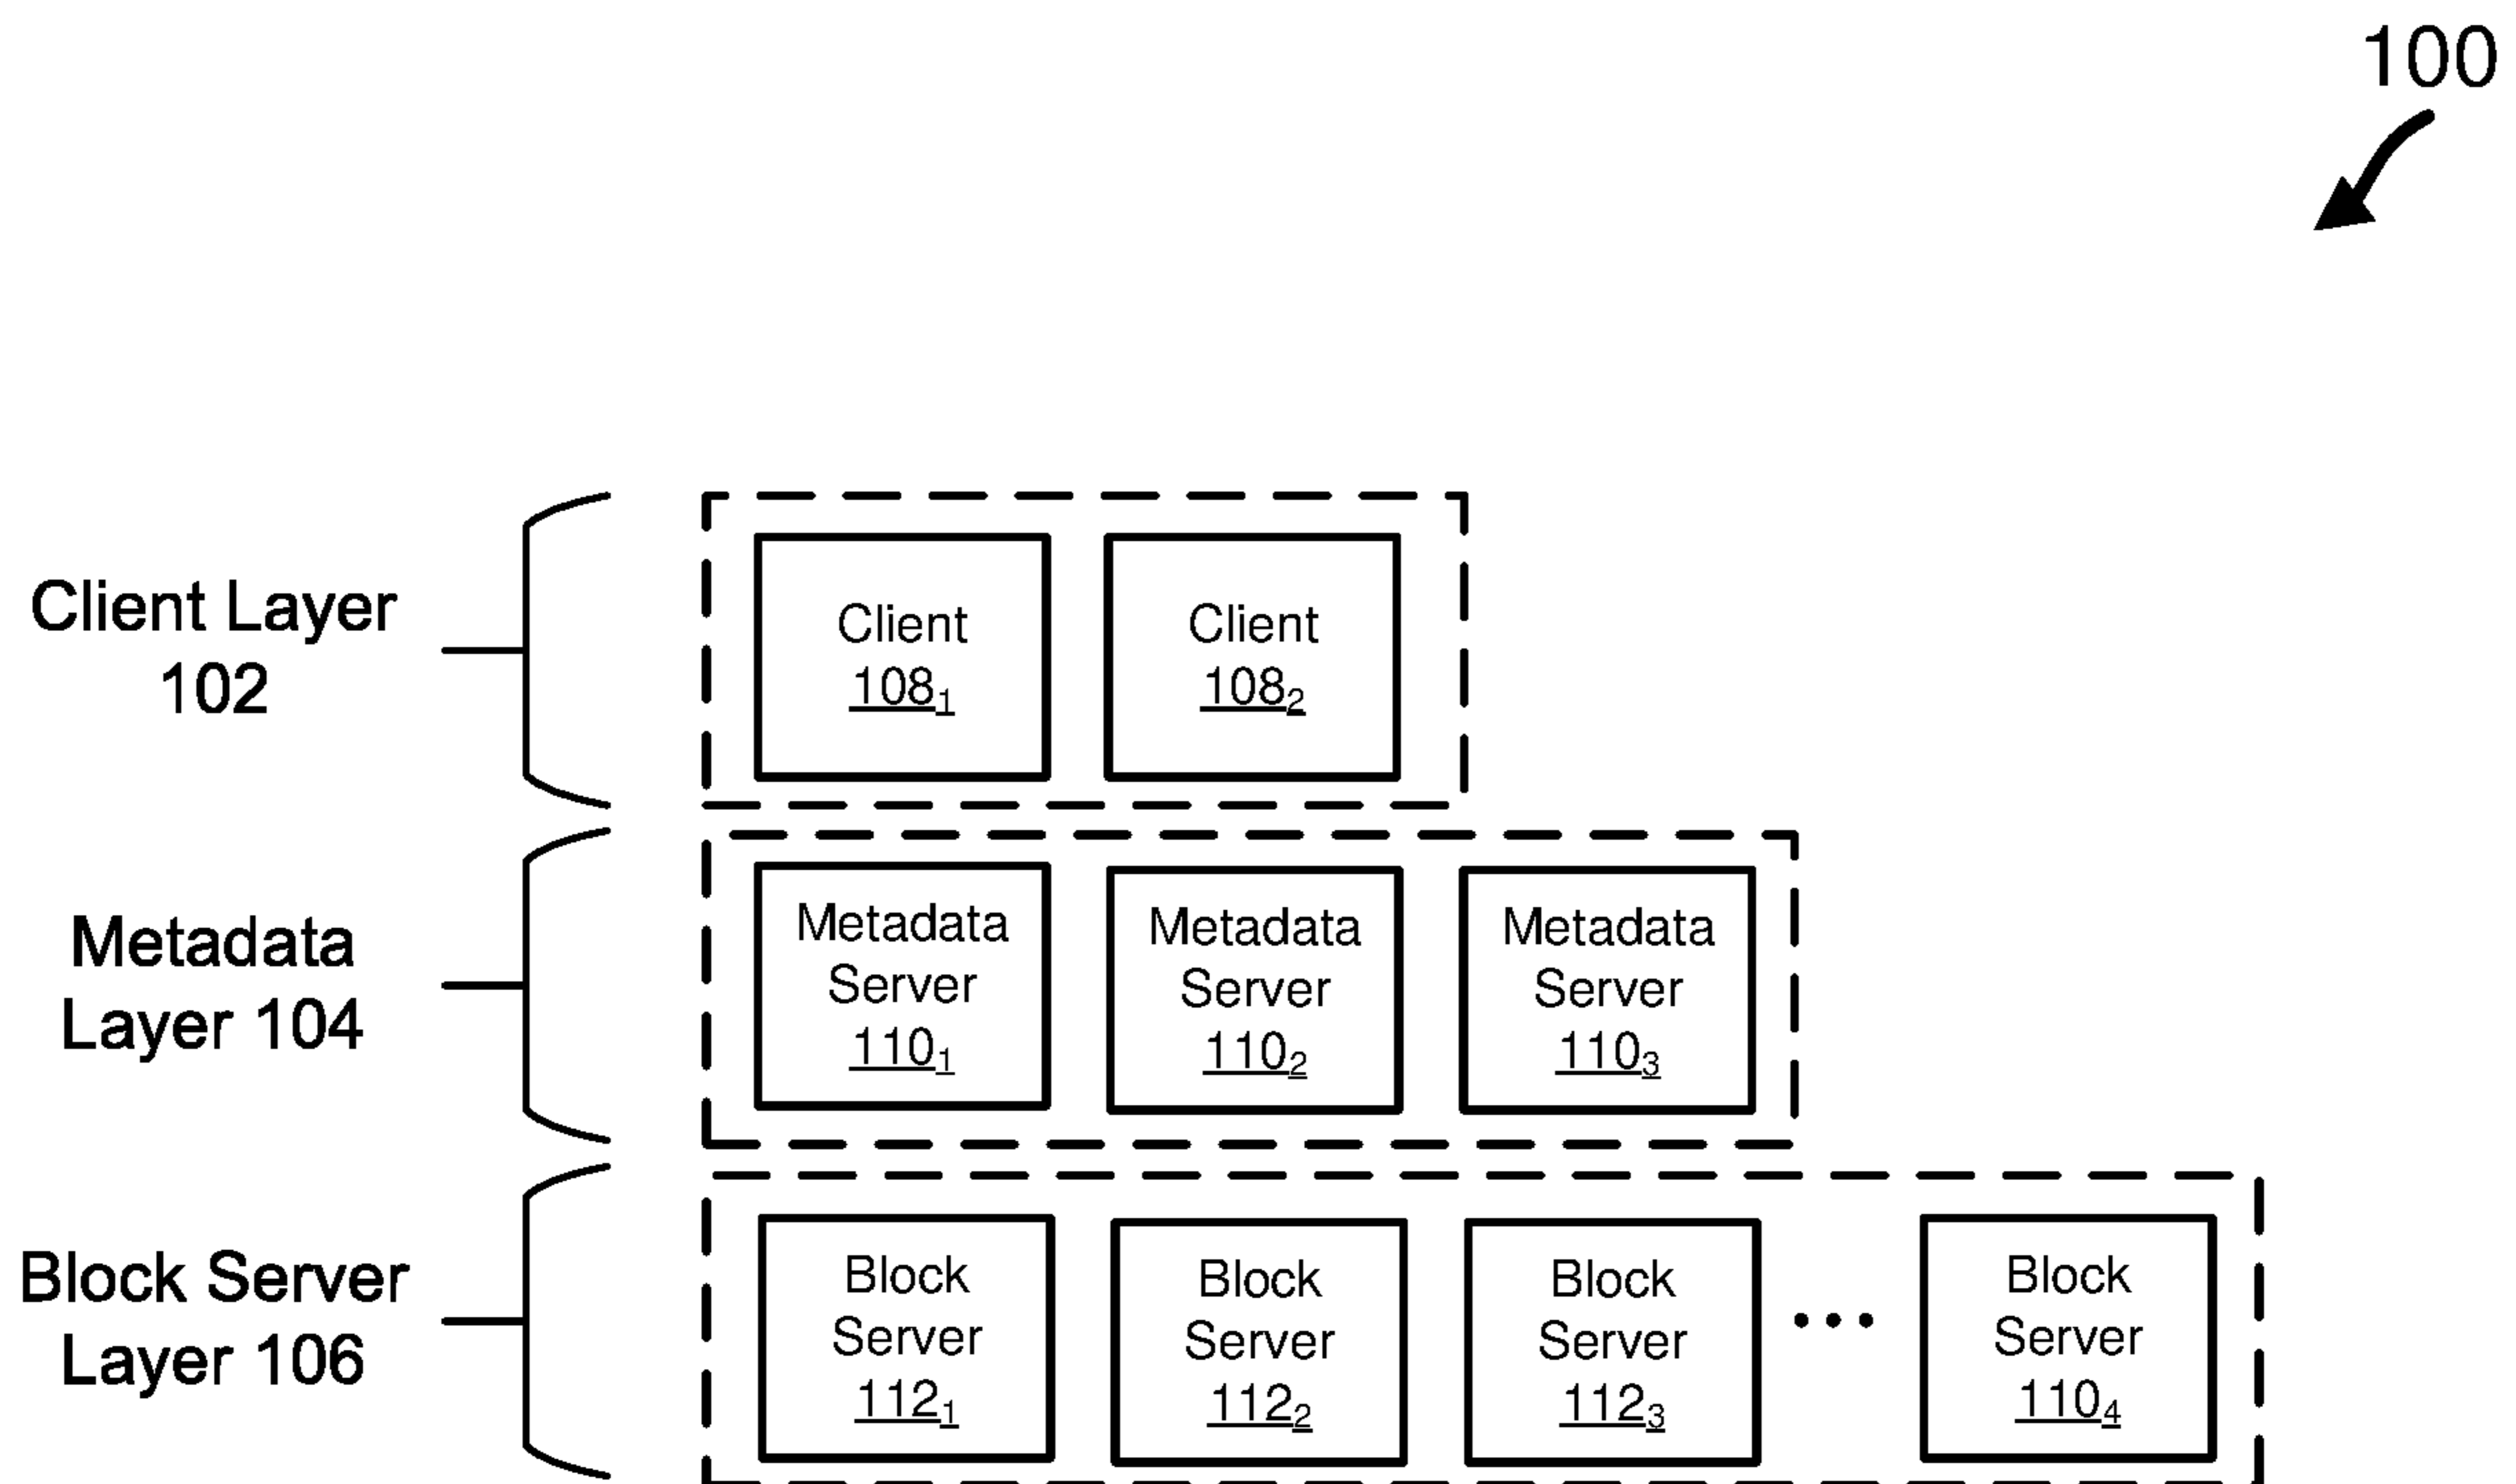 100
Client Layer
102
Client
108₁
Client
108₂
Metadata
Layer 104
Metadata
Server
110₁
Metadata
Server
110₂
Metadata
Server
110₃
Block Server
Layer 106
Block
Server
112₁
Block
Server
112₂
Block
Server
112₃
...
Block
Server
110₄